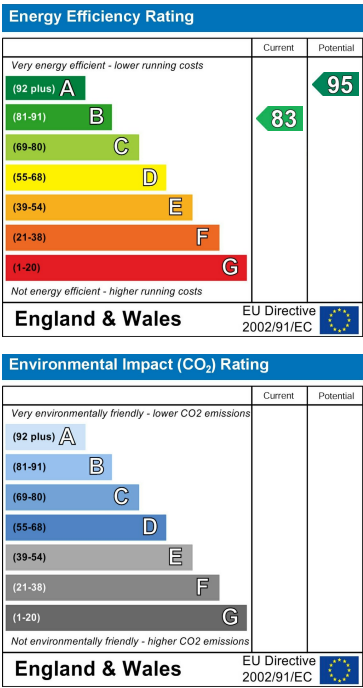 Energy Efficiency Rating
Current Potential
Very energy efficient - lower running costs
(92 plus) A
95
(81-91) B
83
(69-80) C
(55-68) D
(39-54) E
(21-38) F
(1-20) G
Not energy efficient - higher running costs
England & Wales
EU Directive
2002/91/EC
Environmental Impact (CO₂) Rating
Current Potential
Very environmentally friendly - lower CO2 emissions
(92 plus) A
(81-91) B
(69-80) C
(55-68) D
(39-54) E
(21-38) F
(1-20) G
Not environmentally friendly - higher CO2 emissions
England & Wales
EU Directive
2002/91/EC